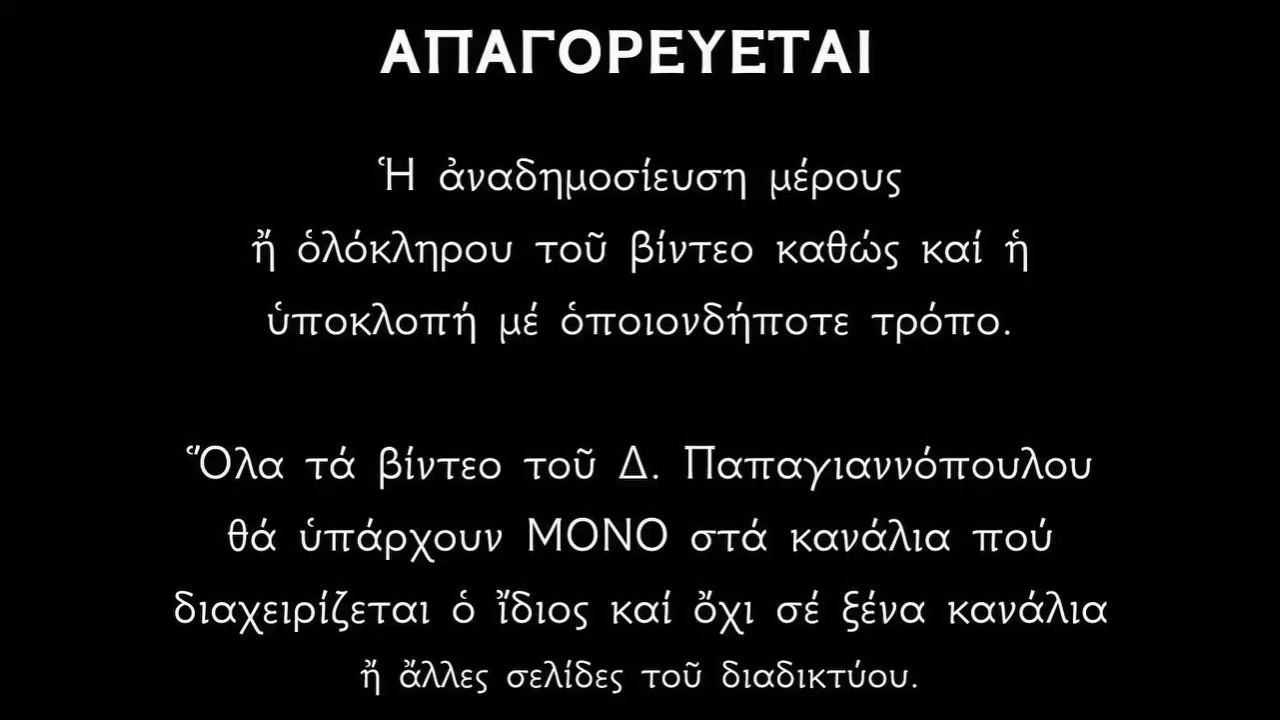 ΑΠΑΓΟΡΕΥΕΤΑΙ
Ἡ ἀναδημοσίευση μέρους
ἤ ὁλόκληρου τοῦ βίντεο καθώς καί ἡ
ὑποκλοπή μέ ὁποιονδήποτε τρόπο.
Ὅλα τά βίντεο τοῦ Δ. Παπαγιαννόπουλου
θά ὑπάρχουν ΜΟΝΟ στά κανάλια πού
διαχειρίζεται ὁ ἴδιος καί ὄχι σέ ξένα κανάλια
ἤ ἄλλες σελίδες τοῦ διαδικτύου.